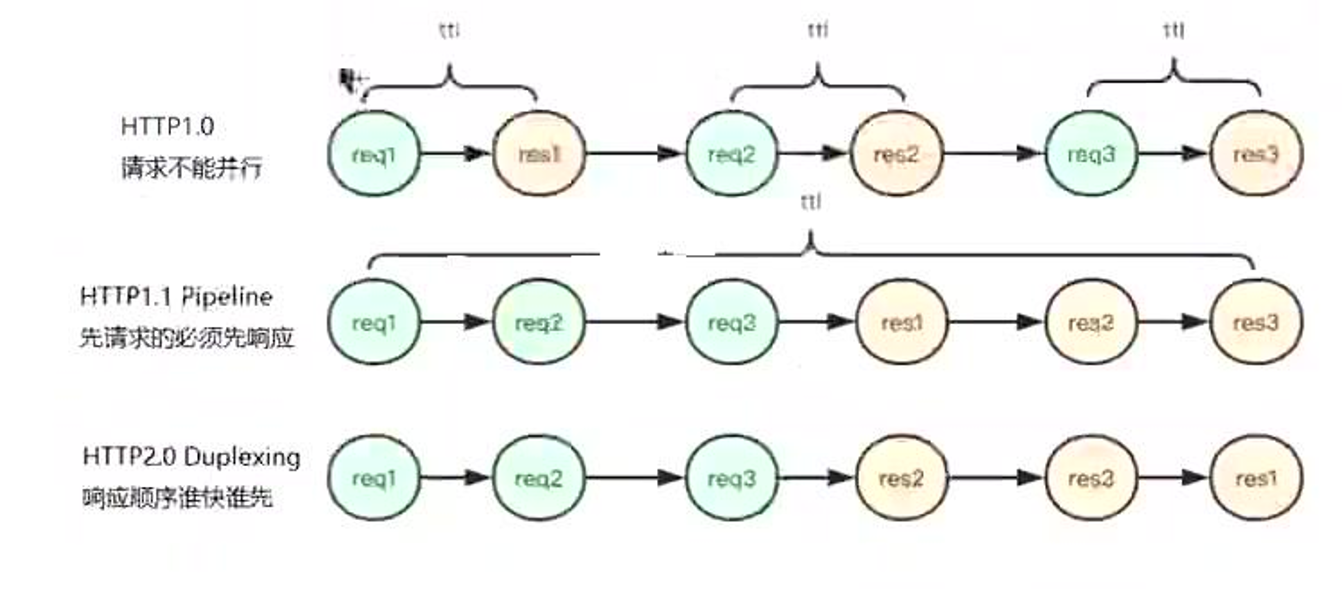 ttl
ttl
ttl
HTTP1.0
请求不能并行
req1
res1
req2
res2
req3
res3
ttl
HTTP1.1 Pipeline
先请求的必须先响应
req1
req2
req3
res1
res2
res3
HTTP2.0 Duplexing
响应顺序谁快谁先
req1
req2
req3
res2
res3
res1